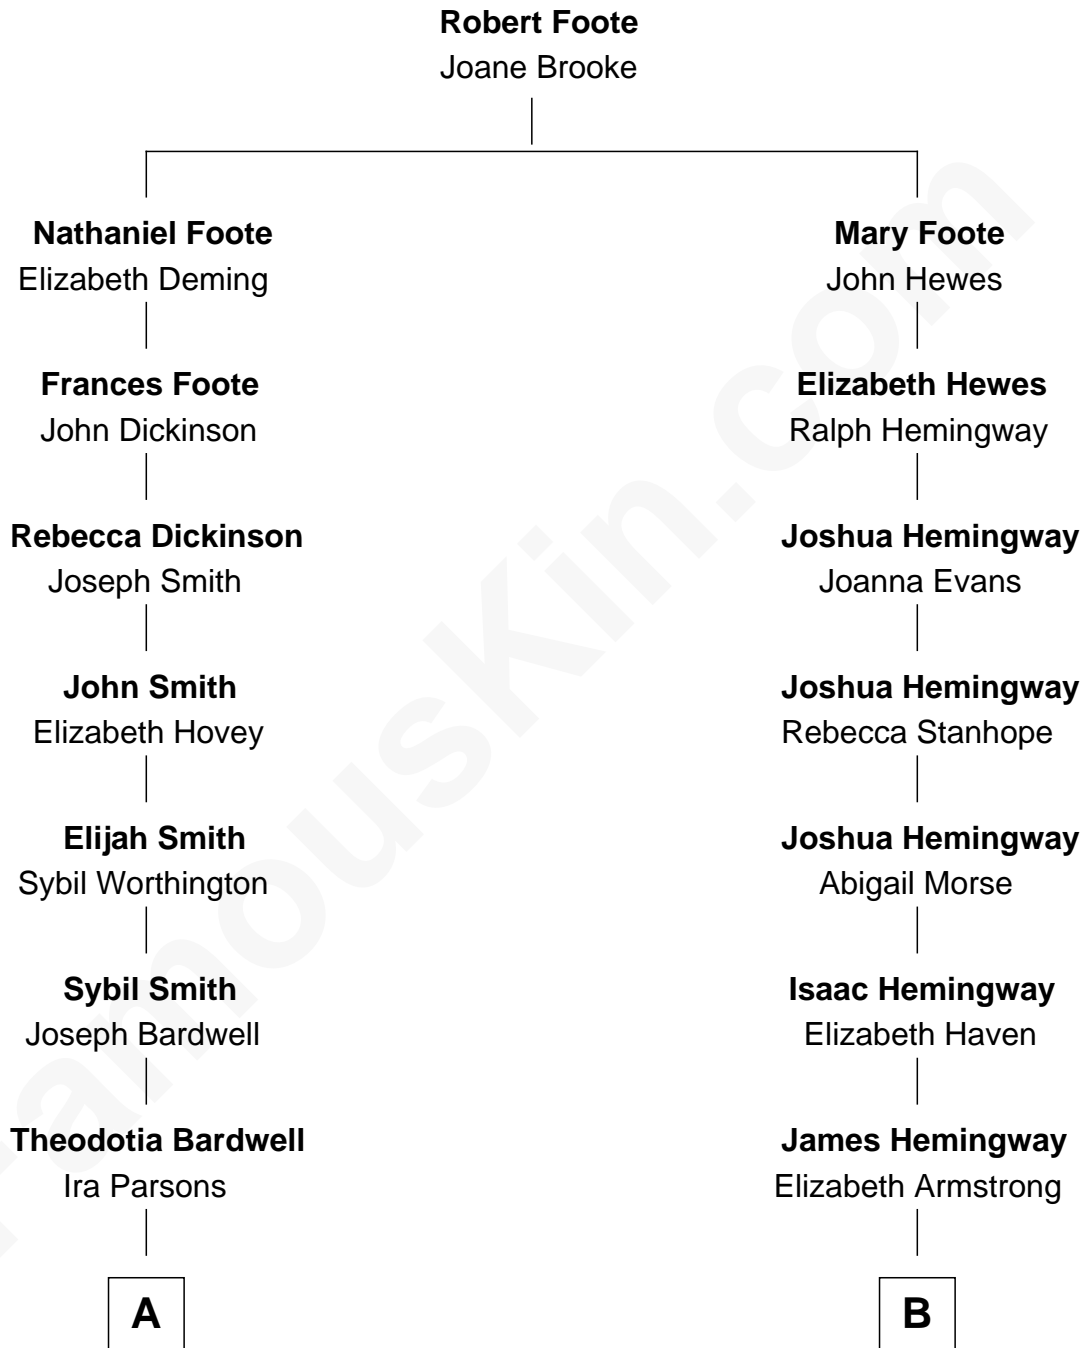 Robert Foote
Joane Brooke
Nathaniel Foote
Elizabeth Deming
Mary Foote
John Hewes
Frances Foote
John Dickinson
Elizabeth Hewes
Ralph Hemingway
Rebecca Dickinson
Joseph Smith
Joshua Hemingway
Joanna Evans
John Smith
Elizabeth Hovey
Joshua Hemingway
Rebecca Stanhope
Elijah Smith
Sybil Worthington
Joshua Hemingway
Abigail Morse
Sybil Smith
Joseph Bardwell
Isaac Hemingway
Elizabeth Haven
Theodotia Bardwell
Ira Parsons
James Hemingway
Elizabeth Armstrong
A
B
FamousKin.com